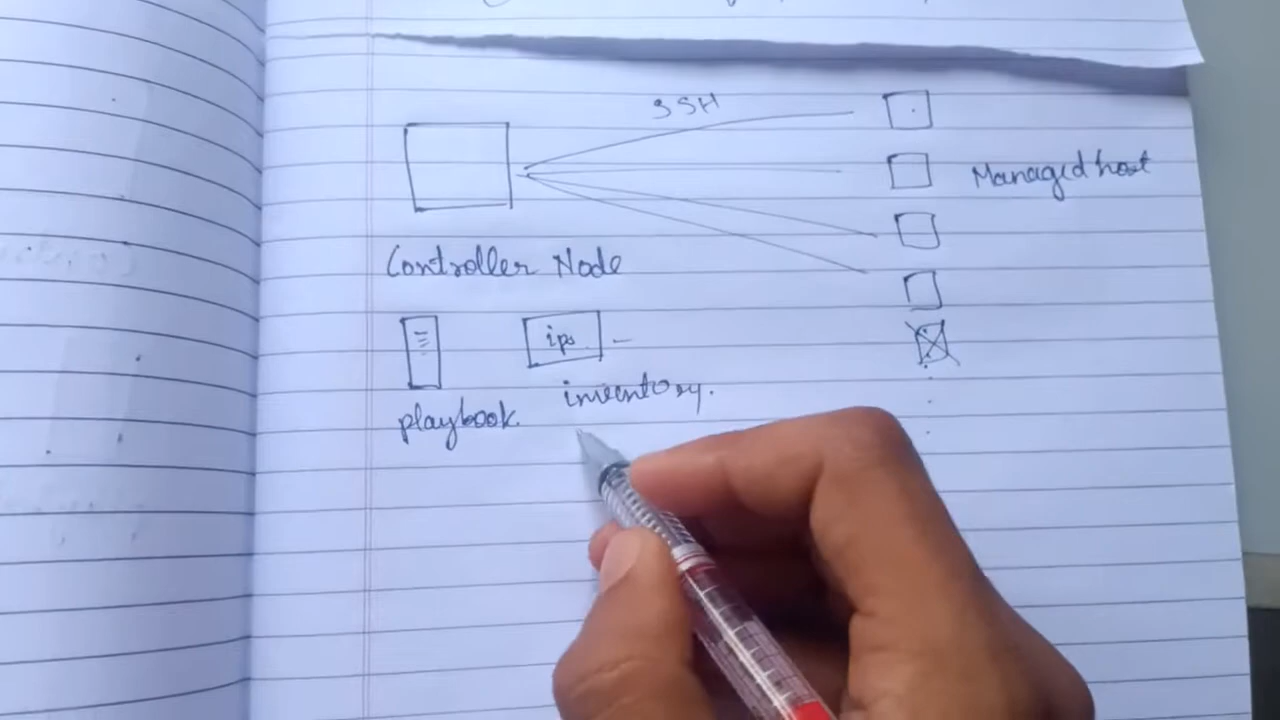 SSH
Managed host
Controller Node
ips
inventory.
playbook.